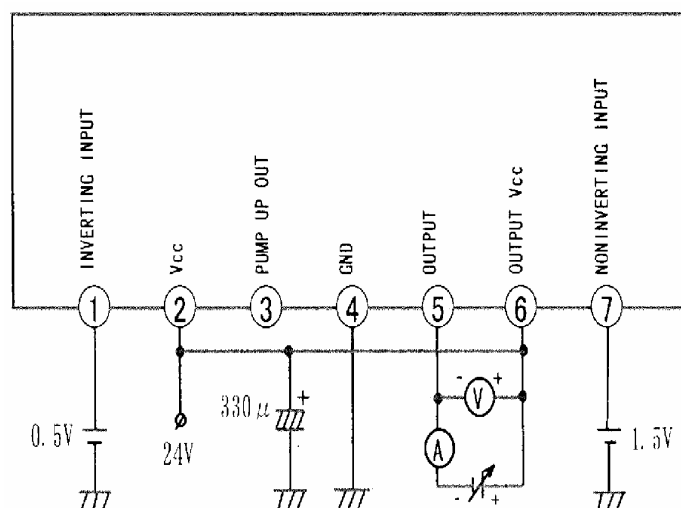 INVERTING INPUT
Vcc
PUMP UP OUT
GND
OUTPUT
OUTPUT Vcc
NONINVERTING INPUT
1
2
3
4
5
6
7
- V +
330μ
+
0.5V
24V
A
1.5V
- +